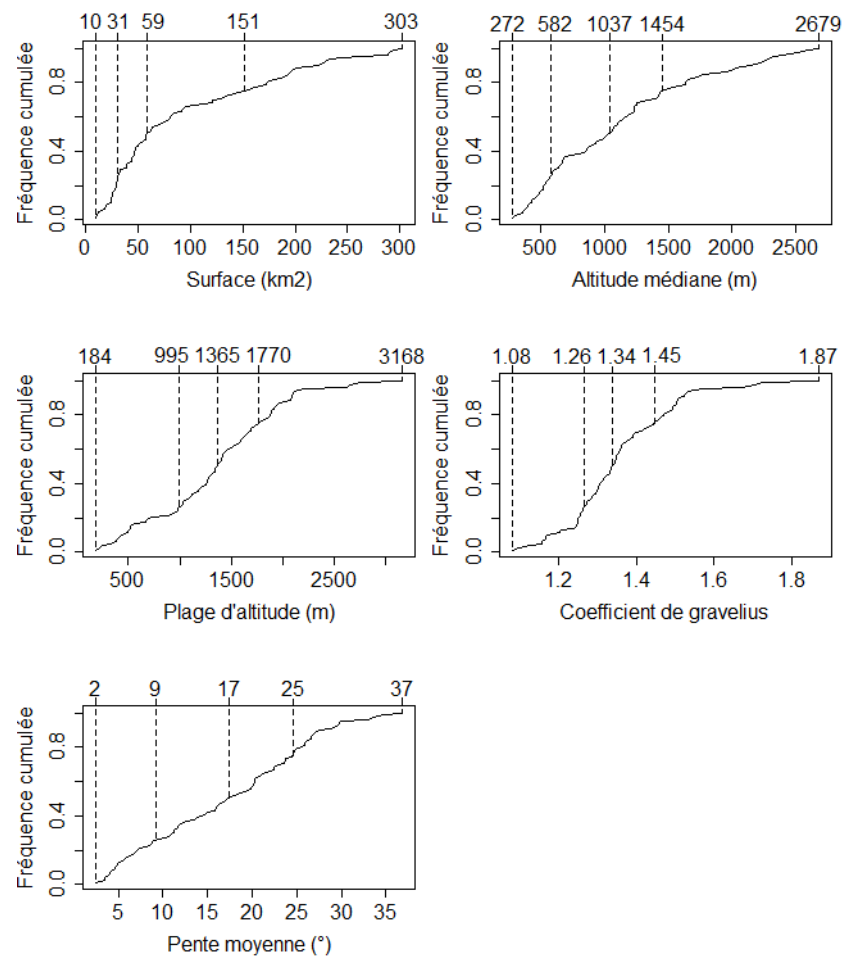 10 31 59 151 303
Fréquence cumulée
0.0 0.4 0.8
0 50 100 150 200 250 300
Surface (km2)
272 582 1037 1454 2679
Fréquence cumulée
0.0 0.4 0.8
500 1000 1500 2000 2500
Altitude médiane (m)
184 995 1365 1770 3168
Fréquence cumulée
0.0 0.4 0.8
500 1500 2500
Plage d'altitude (m)
1.08 1.26 1.34 1.45 1.87
Fréquence cumulée
0.0 0.4 0.8
1.2 1.4 1.6 1.8
Coefficient de gravelius
2 9 17 25 37
Fréquence cumulée
0.0 0.4 0.8
5 10 15 20 25 30 35
Pente moyenne (°)